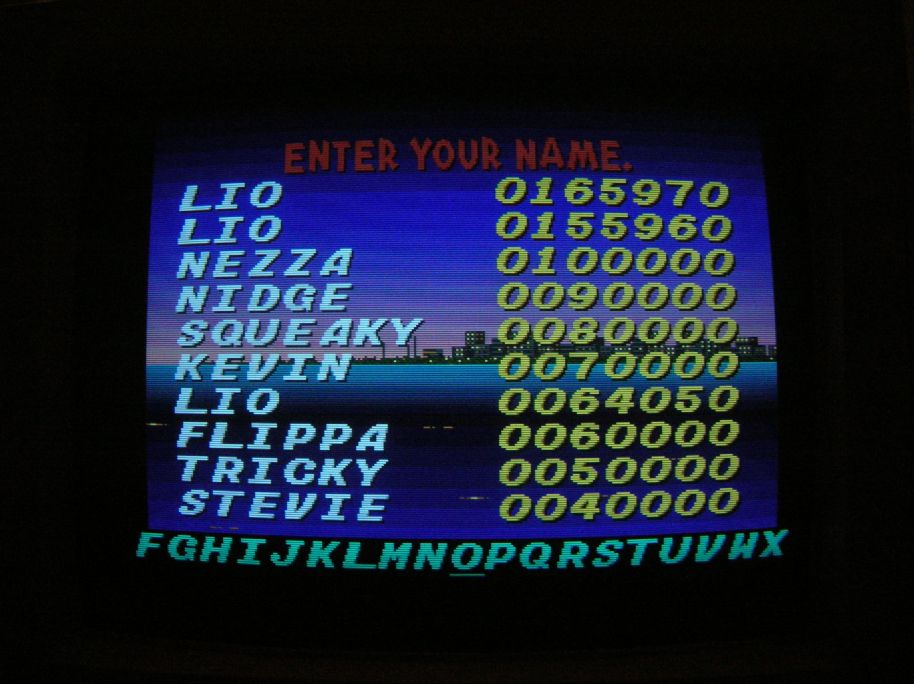 ENTER YOUR NAME.
LIO 0165970
LIO 0155960
NEZZA 0100000
NIDGE 0090000
SQUEAKY 0080000
KEVIN 0070000
LIO 0064050
FLIPPA 0060000
TRICKY 0050000
STEVIE 0040000
FGHIJKLMNOPQRSTUVWX